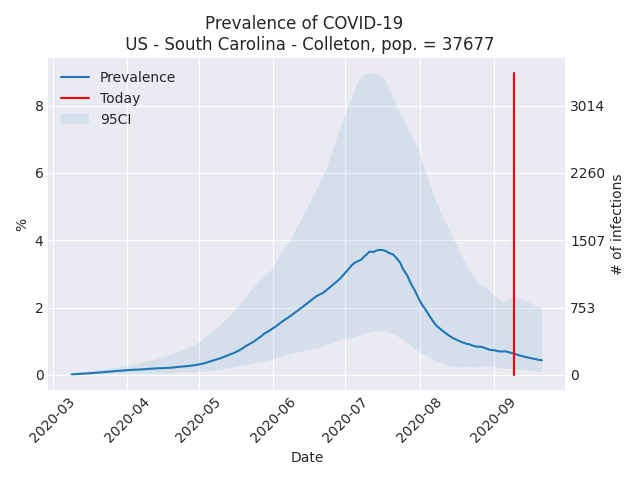 Prevalence of COVID-19
US - South Carolina - Colleton, pop. = 37677
Prevalence
Today
95CI
8
6
4
2
0
%
3014
2260
1507
753
0
# of infections
2020-03
2020-04
2020-05
2020-06
2020-07
2020-08
2020-09
Date